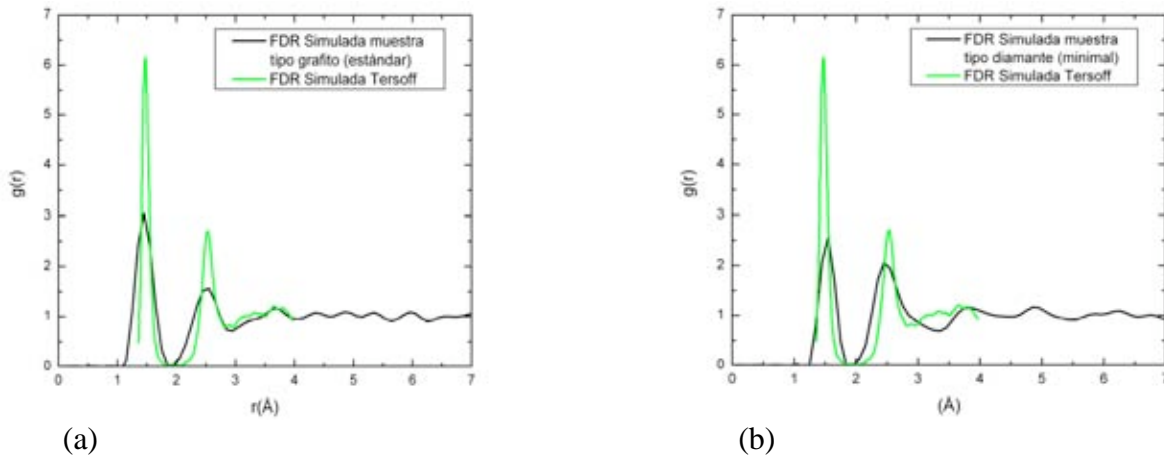 FDR Simulada muestra
tipo grafito (estándar)
FDR Simulada Tersoff
7
6
5
4
3
2
1
0
g(r)
0 1 2 3 4 5 6 7
r(Å)
(a)
FDR Simulada muestra
tipo diamante (minimal)
FDR Simulada Tersoff
7
6
5
4
3
2
1
0
g(r)
0 1 2 3 4 5 6 7
(Å)
(b)